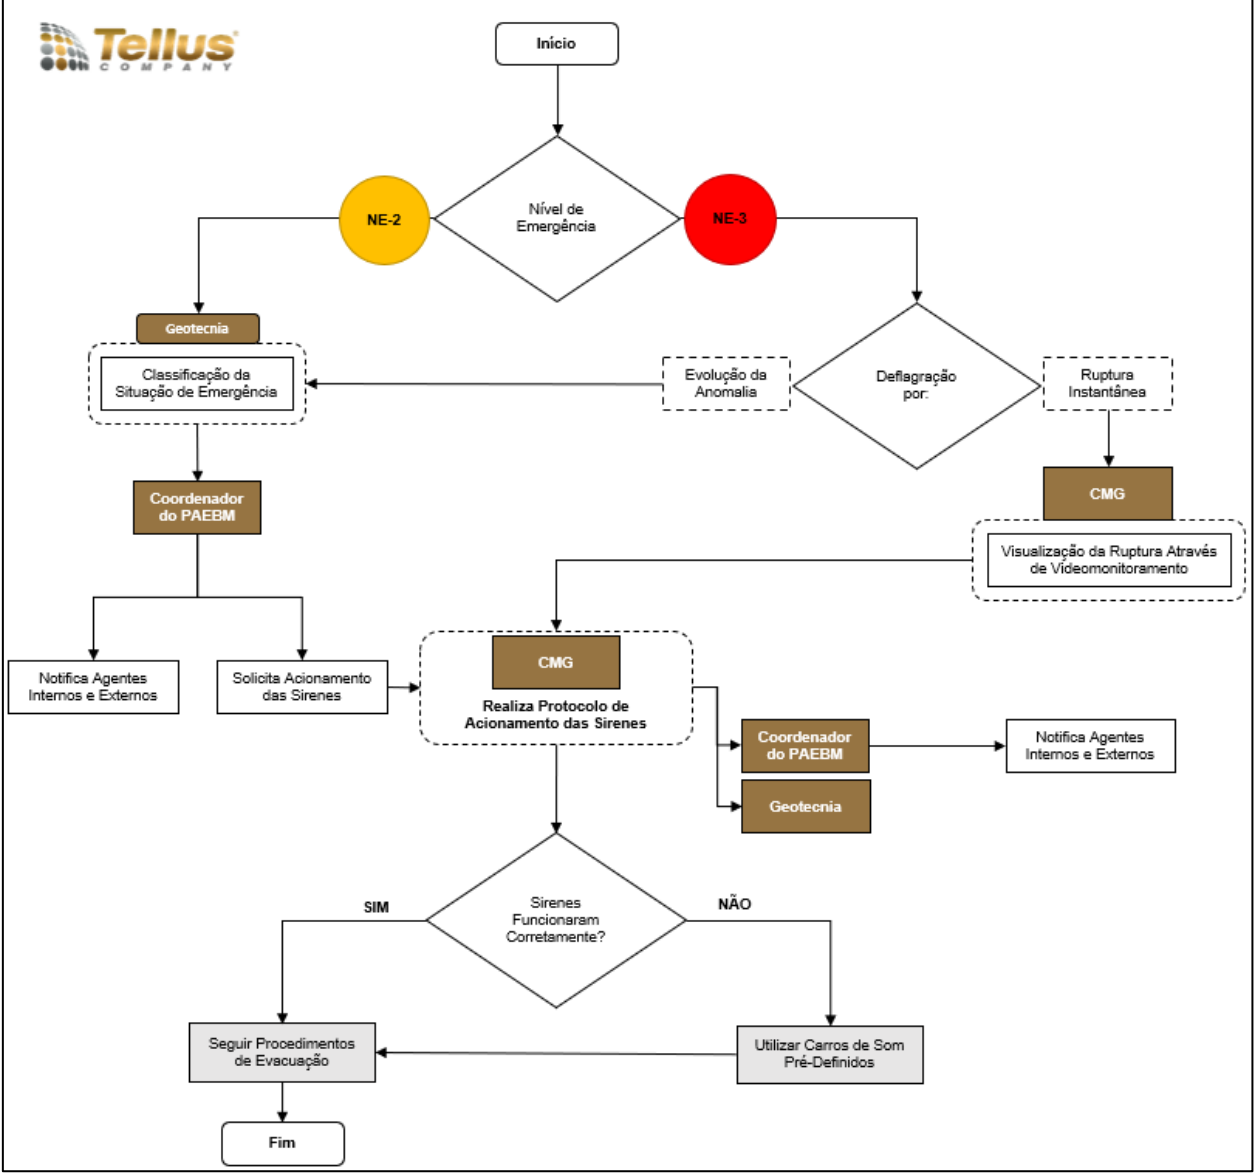 Tellus
COMPANY
Início
Nível de
Emergência
NE-2
NE-3
Geotecnia
Classificação da
Situação de Emergência
Evolução da
Anomalia
Deflagração
por:
Ruptura
Instantânea
CMG
Visualização da Ruptura Através
de Videomonitoramento
Coordenador
do PAEBM
Notifica Agentes
Internos e Externos
Solicita Acionamento
das Sirenes
CMG
Realiza Protocolo de
Acionamento das Sirenes
Coordenador
do PAEBM
Notifica Agentes
Internos e Externos
Geotecnia
Sirenes
Funcionaram
Corretamente?
SIM
NÃO
Seguir Procedimentos
de Evacuação
Utilizar Carros de Som
Pré-Definidos
Fim